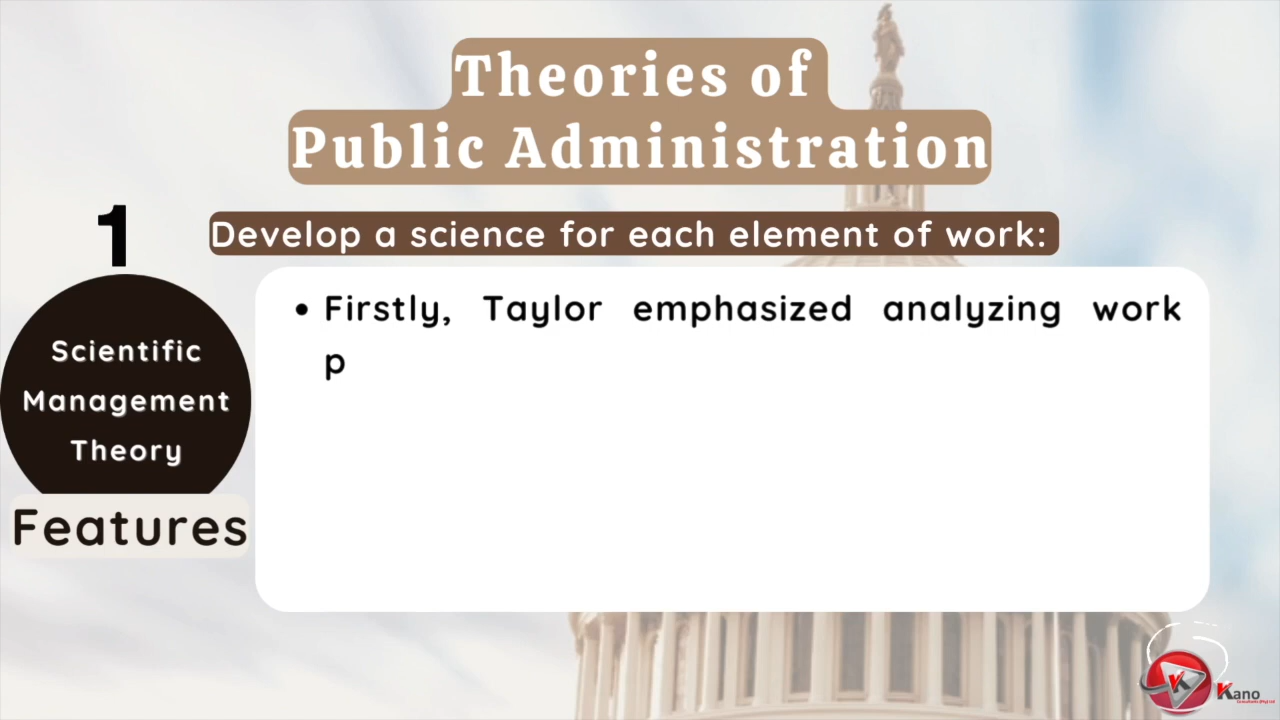 Theories of
Public Administration
1
Develop a science for each element of work:
Scientific
Management
Theory
Features
• Firstly, Taylor emphasized analyzing work
p
K
Kano